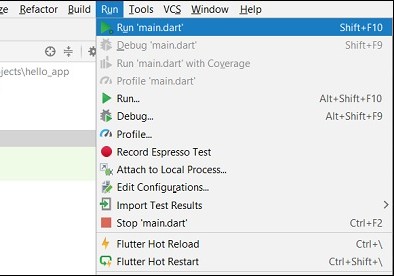 ze Refactor Build Run Tools VCS Window Help
Run 'main.dart' Shift+F10
ojects\hello_app
Debug 'main.dart' Shift+F9
Run 'main.dart' with Coverage
Profile 'main.dart'
Run... Alt+Shift+F10
Debug... Alt+Shift+F9
Profile...
Record Espresso Test
Attach to Local Process...
Edit Configurations...
Import Test Results
Stop 'main.dart' Ctrl+F2
Flutter Hot Reload Ctrl+\
Flutter Hot Restart Ctrl+Shift+\